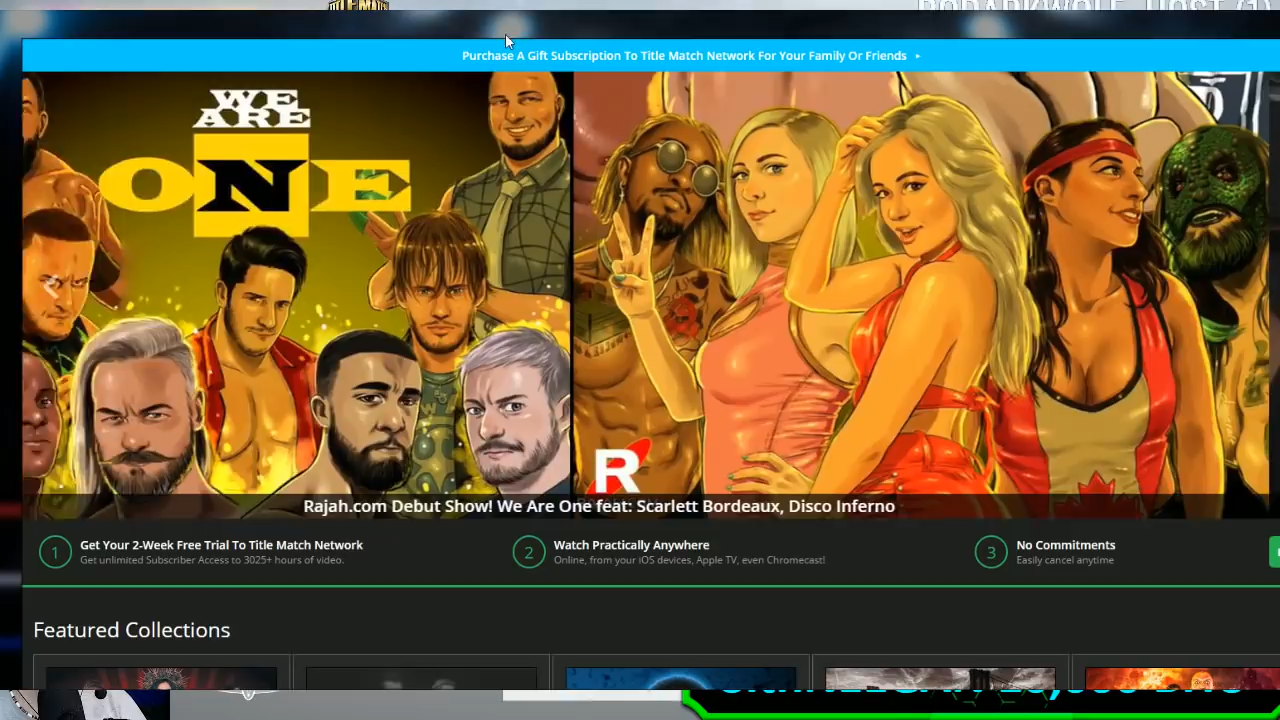 Purchase A Gift Subscription To Title Match Network For Your Family Or Friends
WE
ARE
ONE
R
Rajah.com Debut Show! We Are One feat: Scarlett Bordeaux, Disco Inferno
1 Get Your 2-Week Free Trial To Title Match Network
Get unlimited Subscriber Access to 3025+ hours of video.
2 Watch Practically Anywhere
Online, from your iOS devices, Apple TV, even Chromecast!
3 No Commitments
Easily cancel anytime
Featured Collections